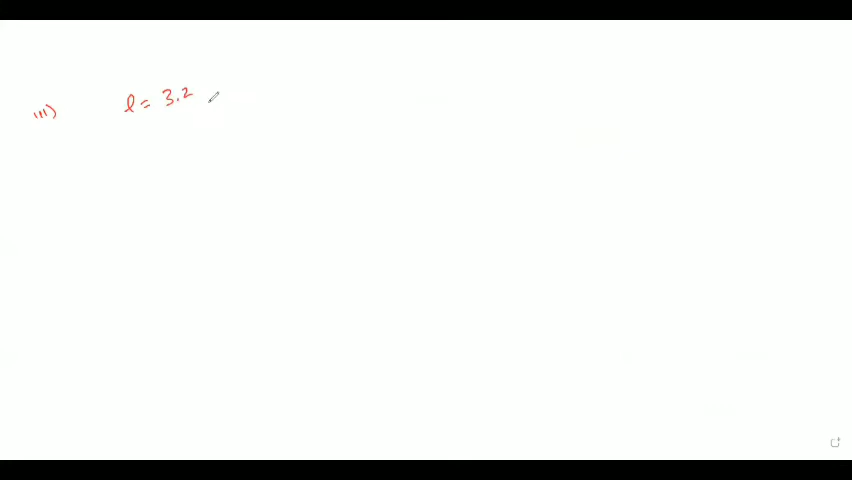 iii) l = 3.2